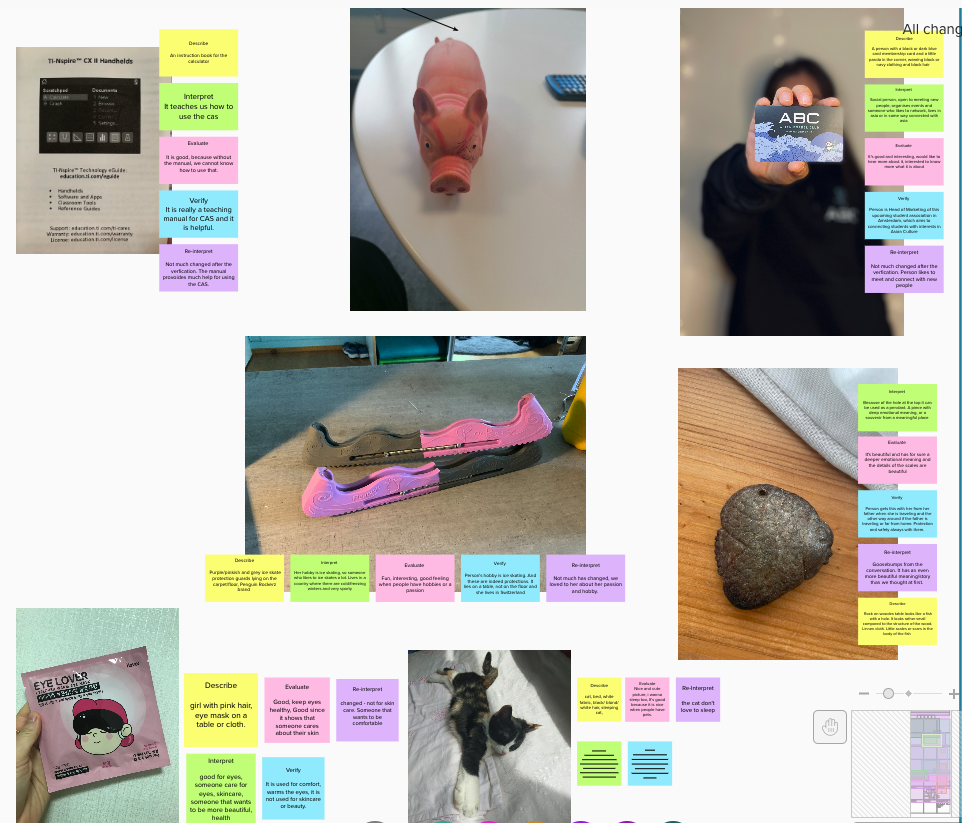 All chang
TI-Nspire™ CX II Handhelds
Scratchpad
Documents
A Calculate
1 New
B Graph
2 Browse
5 Settings...
TI-Nspire™ Technology eGuide:
education.ti.com/eguide
Handhelds
Software and Apps
Classroom Tools
Reference Guides
Support: education.ti.com/ti-cares
Warranty: education.ti.com/warranty
License: education.ti.com/license
Describe
An instruction book for the
calculator
Interpret
It teaches us how to
use the cas
Evaluate
It is good, because without
the manual, we cannot know
how to use that.
Verify
It is really a teaching
manual for CAS and it
is helpful.
Re-interpret
Not much changed after the
verfication. The manual
provoides much help for using
the CAS.
ABC
Describe
A person with a black or dark blue
card membership card and a little
panda in the corner, wearing black or
navy clothing and black hair
Interpret
Social person, open to meeting new
people, organises events and
someone who likes to network, lives in
asia or in some way connected with
asia
Evaluate
It's good and interesting, would like to
hear more about it, interested to know
more what it is about
Verify
Person is Head of Marketing of this
upcoming student association in
Amsterdam, which aims to
connecting students with interests in
Asian Culture
Re-interpret
Not much changed after the
verfication. Person likes to
meet and connect with new
people
Describe
Purple/pinkish and grey ice skate
protection guards lying on the
carpet/floor, Penguis Rockerz
brand
Interpret
Her hobby is ice skating, so someone
who likes to ice skates a lot. Lives in a
country where there are cold/freezing
winters and very sporty
Evaluate
Fun, interesting, good feeling
when people have hobbies or a
passion
Verify
Person's hobby is ice skating. And
these are indeed protections. It
lies on a table, not on the floor and
she lives in Switzerland
Re-interpret
Not much has changed, we
loved to her about her passion
and hobby.
Interpret
Because of the hole at the top it can
be used as a pendant. A piece with
deep emotional meaning, or a
souvenir from a meaningful place
Evaluate
It's beautiful and has for sure a
deeper emotional meaning and
the details of the scales are
beautiful
Verify
Person gets this with her from her
father when she is traveling and the
other way around if the father is
traveling or far from home. Protection
and safety always with them.
Re-interpret
Goosebumps from the
conversation. It has an even
more beautiful meaning/story
than we thought at first.
Describe
Rock on wooden table looks like a fish
with a hole. It looks rather small
compared to the structure of the wood.
Linnen cloth. Little scales or scars is the
body of the fish
EYE LOVER
Describe
girl with pink hair,
eye mask on a
table or cloth.
Evaluate
Good, keep eyes
healthy, Good since
it shows that
someone cares
about their skin
Re-interpret
changed - not for skin
care. Someone that
wants to be
comfortable
Interpret
good for eyes,
someone care for
eyes, skincare,
someone that wants
to be more beautiful,
health
Verify
It is used for comfort,
warms the eyes, it is
not used for skincare
or beauty.
Describe
cat, bed, white
fabric, black/ blond/
white hair, sleeping
cat,
Evaluate
Nice and cute
picture, i wanna
sleep too, it's good
because it is nice
when people have
pets.
Re-Interpret
the cat don't
love to sleep